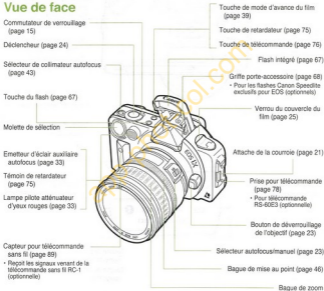 Vue de face
Commutateur de verrouillage
(page 15)
Déclencheur (page 24)
Sélecteur de collimateur autofocus
(page 43)
Touche du flash (page 67)
Molette de sélection
Emetteur d'éclair auxiliaire
autofocus (page 33)
Témoin de retardateur
(page 75)
Lampe pilote atténuateur
d'yeux rouges (page 33)
Capteur pour télécommande
sans fil (page 89)
• Reçoit les signaux venant de la
télécommande sans fil RC-1
(optionnelle)
Touche de mode d'avance du film
(page 39)
Touche de retardateur (page 75)
Touche de télécommande (page 76)
Flash intégré (page 67)
Griffe porte-accessoire (page 68)
• Pour les flashes Canon Speedlite
exclusifs pour EOS (optionnels)
Verrou du couvercle du
film (page 25)
Attache de la courroie (page 21)
Prise pour télécommande
(page 78)
• Pour télécommande
RS-60E3 (optionnelle)
Bouton de déverrouillage
de l'objectif (page 23)
Sélecteur autofocus/manuel (page 23)
Bague de mise au point (page 46)
Bague de zoom